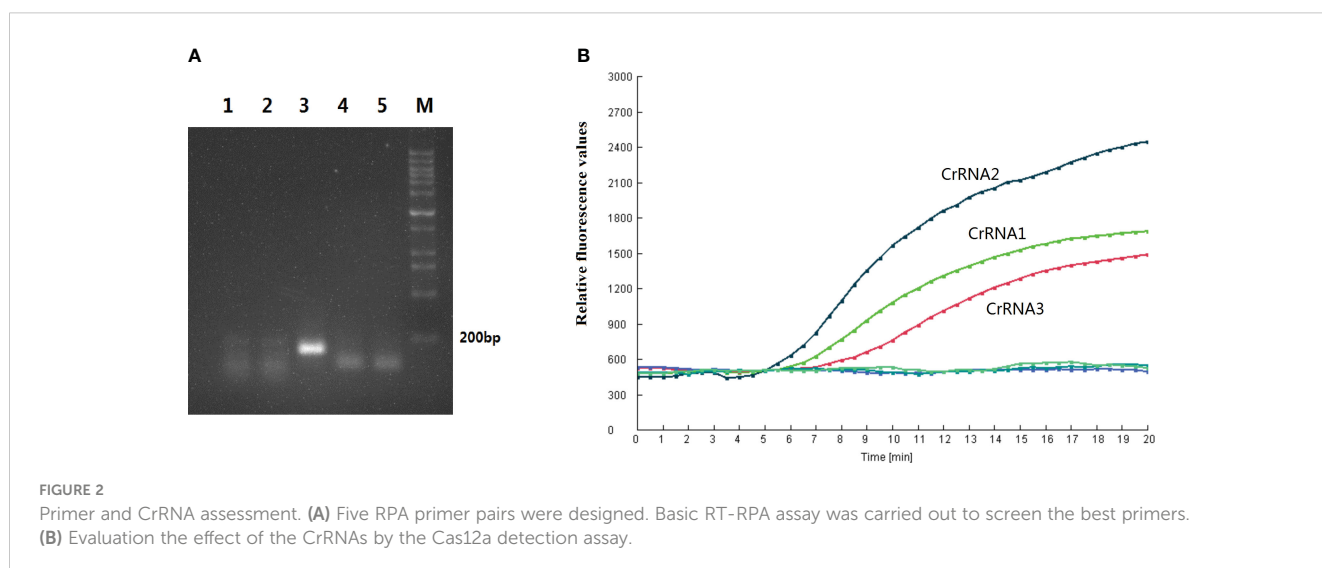 A
1 2 3 4 5 M
200bp
B
Relative fluorescence values
3000
2700
2400
2100
1800
1500
1200
900
600
300
0
CrRNA2
CrRNA1
CrRNA3
0 1 2 3 4 5 6 7 8 9 10 11 12 13 14 15 16 17 18 19 20
Time [min]
FIGURE 2
Primer and CrRNA assessment. (A) Five RPA primer pairs were designed. Basic RT-RPA assay was carried out to screen the best primers.
(B) Evaluation the effect of the CrRNAs by the Cas12a detection assay.